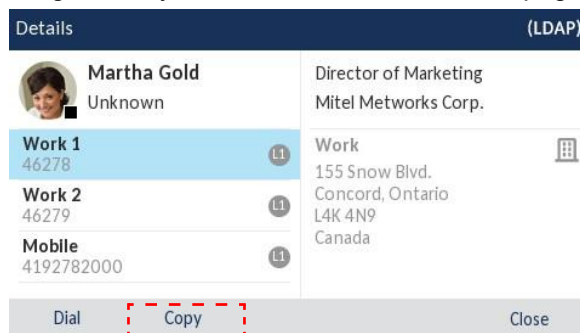 Details
(LDAP)
Martha Gold
Unknown
Work 1
46278
L1
Work 2
46279
L1
Mobile
4192782000
L1
Director of Marketing
Mitel Metworks Corp.
Work
155 Snow Blvd.
Concord, Ontario
L4K 4N9
Canada
Dial
Copy
Close